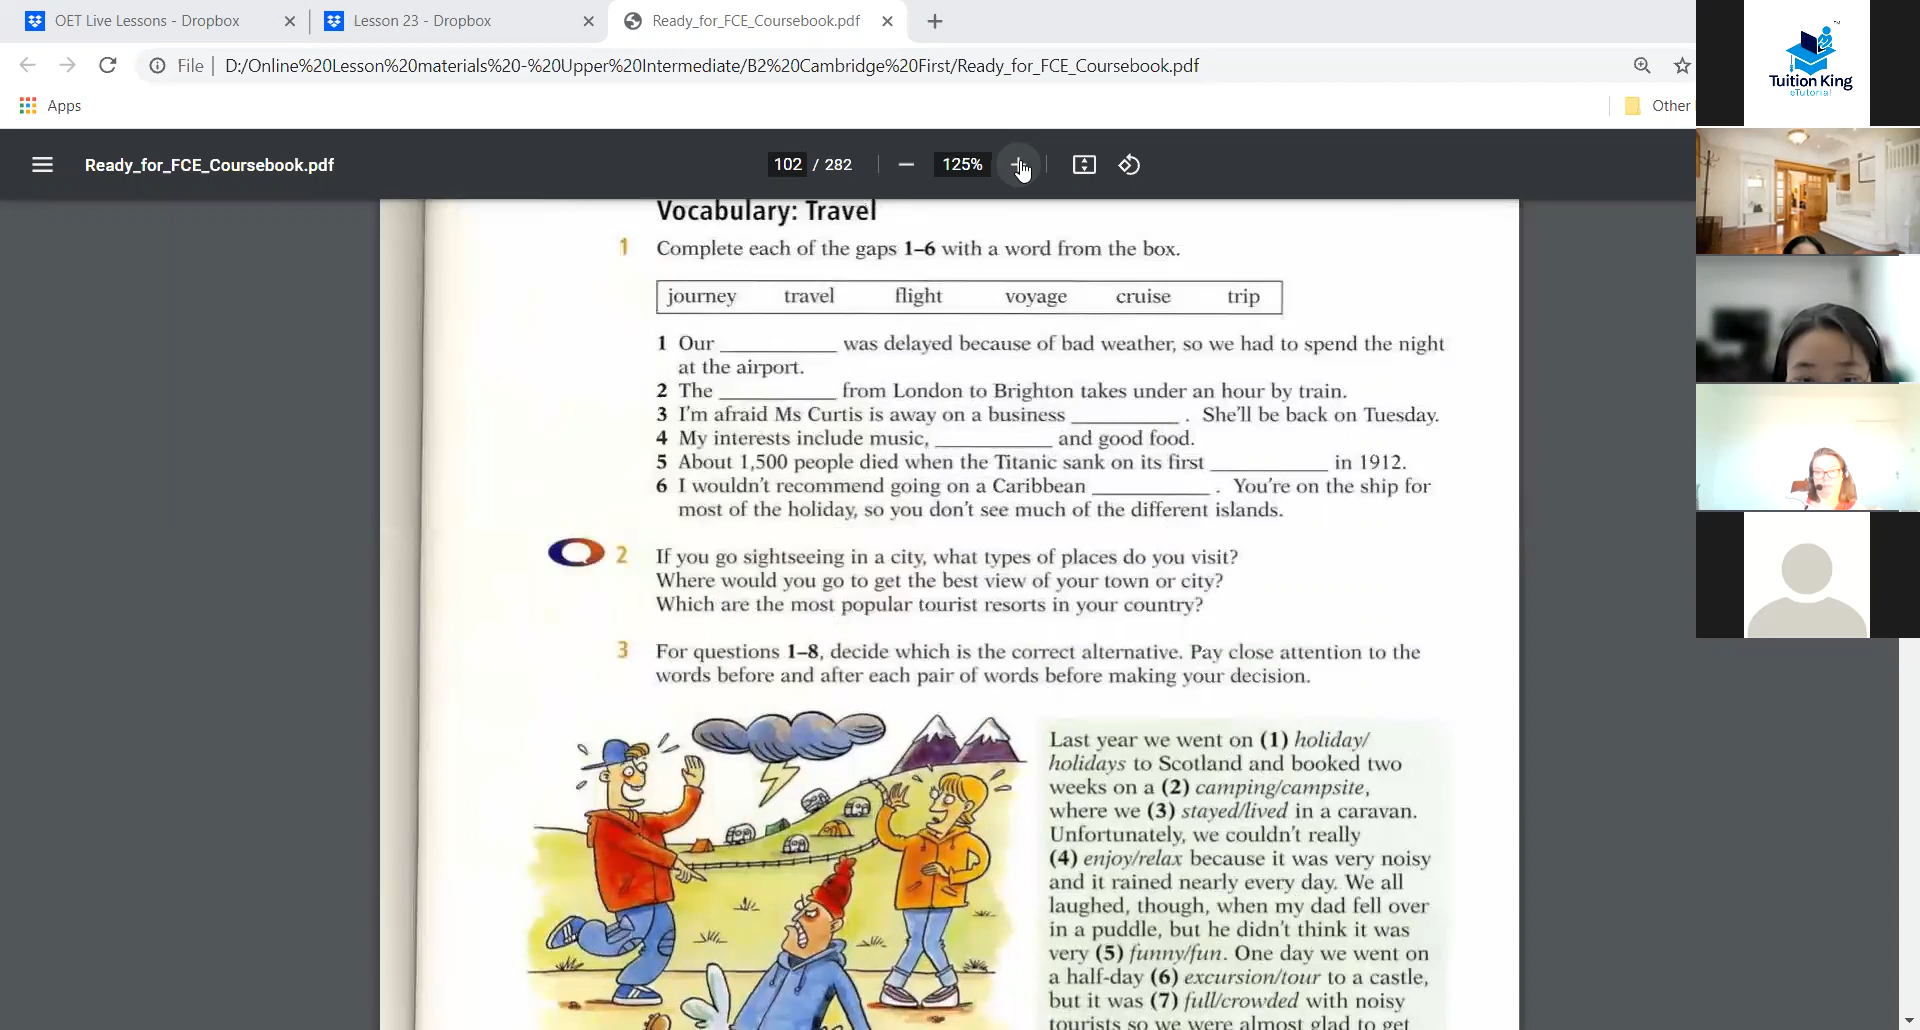 OET Live Lessons - Dropbox
Lesson 23 - Dropbox
Ready_for_FCE_Coursebook.pdf
File
D:/Online%20Lesson%20materials%20-%20Upper%20Intermediate/B2%20Cambridge%20First/Ready_for_FCE_Coursebook.pdf
Apps
Other
Tuition King
eTutorial
Ready_for_FCE_Coursebook.pdf
102 / 282
125%
Vocabulary: Travel
1 Complete each of the gaps 1–6 with a word from the box.
journey travel flight voyage cruise trip
1 Our ____________ was delayed because of bad weather, so we had to spend the night
at the airport.
2 The ____________ from London to Brighton takes under an hour by train.
3 I'm afraid Ms Curtis is away on a business ____________ . She'll be back on Tuesday.
4 My interests include music, ____________ and good food.
5 About 1,500 people died when the Titanic sank on its first ____________ in 1912.
6 I wouldn't recommend going on a Caribbean ____________ . You're on the ship for
most of the holiday, so you don't see much of the different islands.
2 If you go sightseeing in a city, what types of places do you visit?
Where would you go to get the best view of your town or city?
Which are the most popular tourist resorts in your country?
3 For questions 1–8, decide which is the correct alternative. Pay close attention to the
words before and after each pair of words before making your decision.
Last year we went on (1) holiday/
holidays to Scotland and booked two
weeks on a (2) camping/campsite,
where we (3) stayed/lived in a caravan.
Unfortunately, we couldn't really
(4) enjoy/relax because it was very noisy
and it rained nearly every day. We all
laughed, though, when my dad fell over
in a puddle, but he didn't think it was
very (5) funny/fun. One day we went on
a half-day (6) excursion/tour to a castle,
but it was (7) full/crowded with noisy
tourists so we were almost glad to get